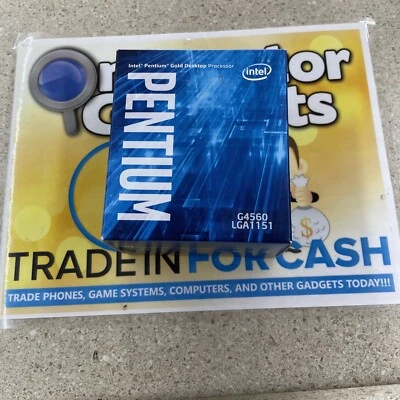 Intel® Pentium® Gold Desktop Processor
intel
PENTIUM
G4560
LGA1151
TRADE IN FOR CASH
TRADE PHONES, GAME SYSTEMS, COMPUTERS, AND OTHER GADGETS TODAY!!!